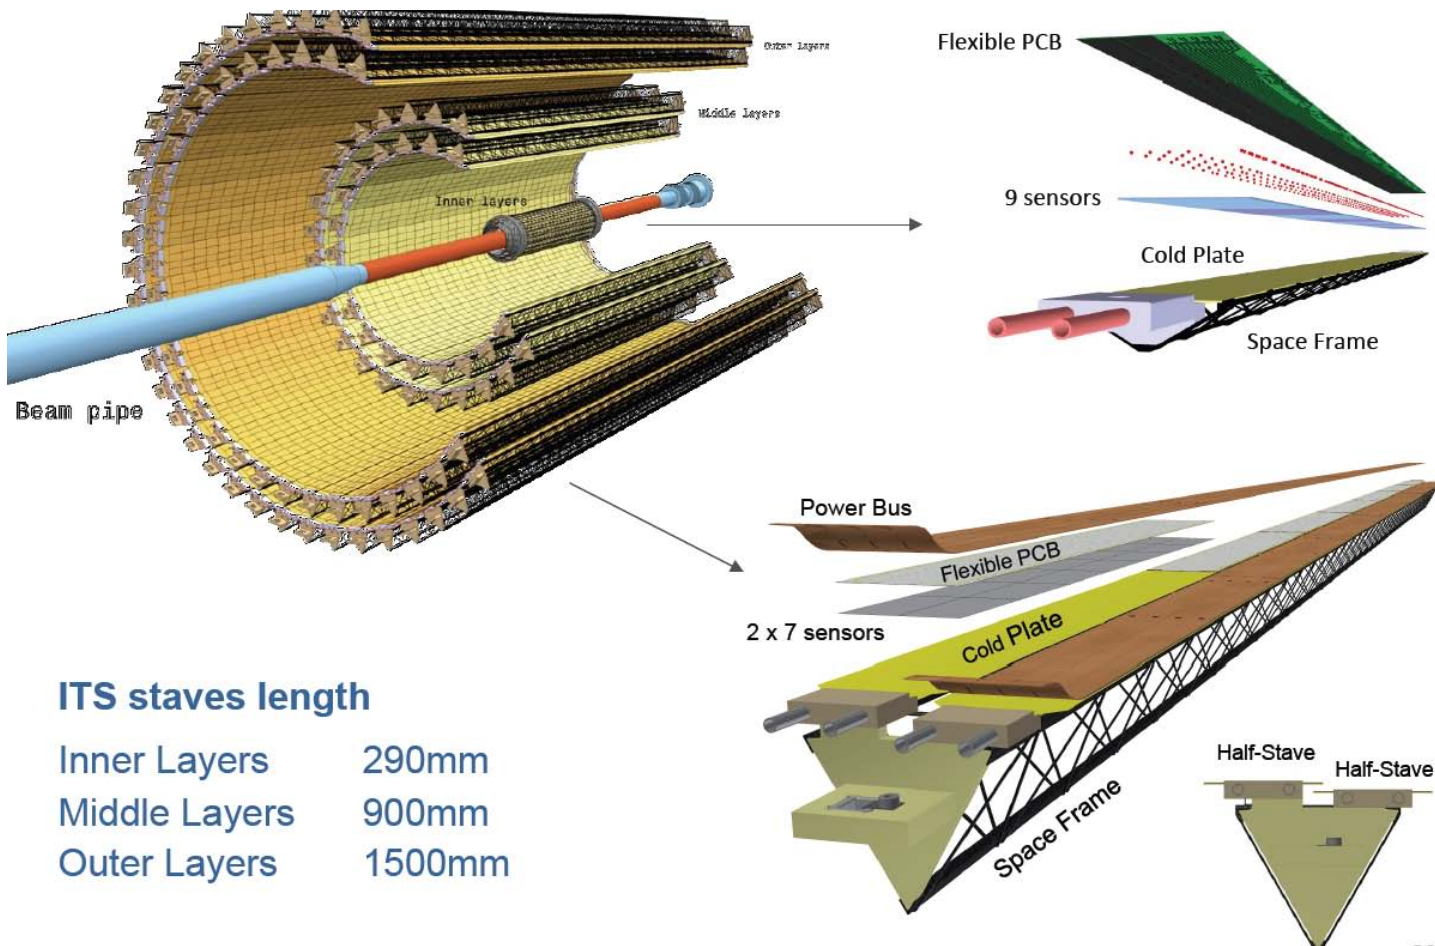 Outer layers
Middle layers
Inner layers
Beam pipe
Flexible PCB
9 sensors
Cold Plate
Space Frame
Power Bus
Flexible PCB
2 x 7 sensors
Cold Plate
Space Frame
Half-Stave
Half-Stave
ITS staves length
Inner Layers 290mm
Middle Layers 900mm
Outer Layers 1500mm